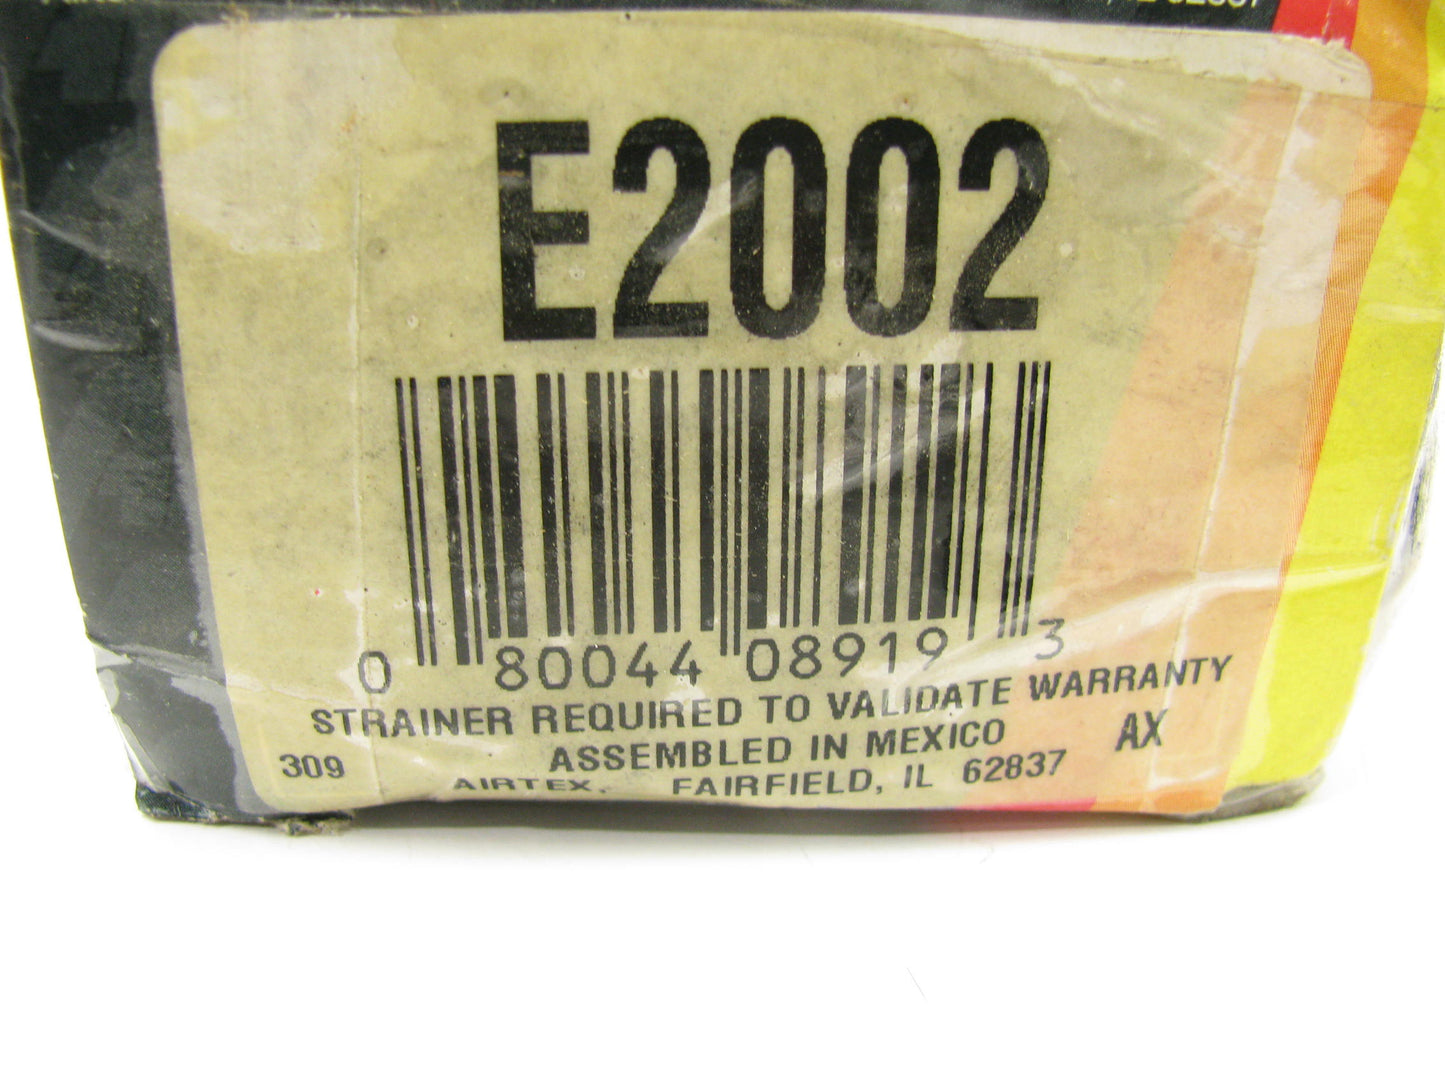 E2002
0 80044 08919 3
STRAINER REQUIRED TO VALIDATE WARRANTY
ASSEMBLED IN MEXICO AX
309 AIRTEX, FAIRFIELD, IL 62837